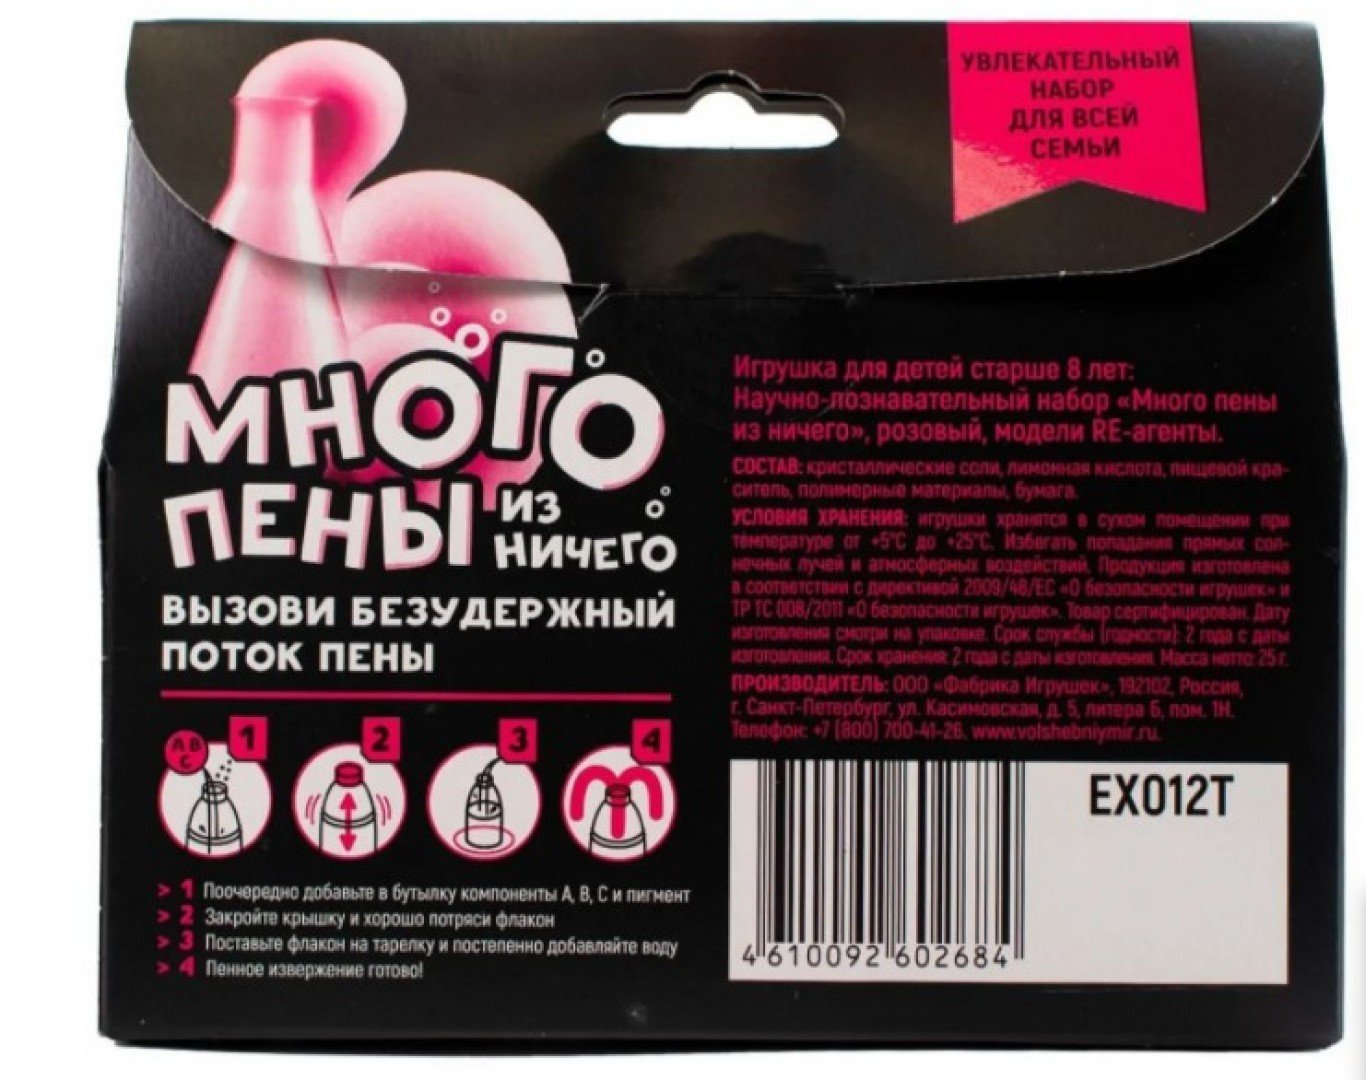 УВЛЕКАТЕЛЬНЫЙ
НАБОР
ДЛЯ ВСЕЙ
СЕМЬИ
МНОГО
ПЕНЫ ИЗ
НИЧЕГО
ВЫЗОВИ БЕЗУДЕРЖНЫЙ
ПОТОК ПЕНЫ
A B C 1 2 3 4
> 1 Поочередно добавьте в бутылку компоненты A, B, C и пигмент
> 2 Закройте крышку и хорошо потряси флакон
> 3 Поставьте флакон на тарелку и постепенно добавляйте воду
> 4 Пенное извержение готово!
Игрушка для детей старше 8 лет:
Научно-познавательный набор «Много пены
из ничего», розовый, модели RE-агенты.
СОСТАВ: кристаллические соли, лимонная кислота, пищевой кра-
ситель, полимерные материалы, бумага.
УСЛОВИЯ ХРАНЕНИЯ: игрушки хранятся в сухом помещении при
температуре от +5°C до +25°C. Избегать попадания прямых сол-
нечных лучей и атмосферных воздействий. Продукция изготовлена
в соответствии с директивой 2009/48/ЕС «О безопасности игрушек» и
ТР ТС 008/2011 «О безопасности игрушек». Товар сертифицирован. Дату
изготовления смотри на упаковке. Срок службы (годности): 2 года с даты
изготовления. Срок хранения: 2 года с даты изготовления. Масса нетто: 25 г.
ПРОИЗВОДИТЕЛЬ: ООО «Фабрика Игрушек», 192102, Россия,
г. Санкт-Петербург, ул. Касимовская, д. 5, литера Б, пом. 1Н.
Телефон: +7 (800) 700-41-26. www.volshebniymir.ru.
EX012T
4 610092 602684